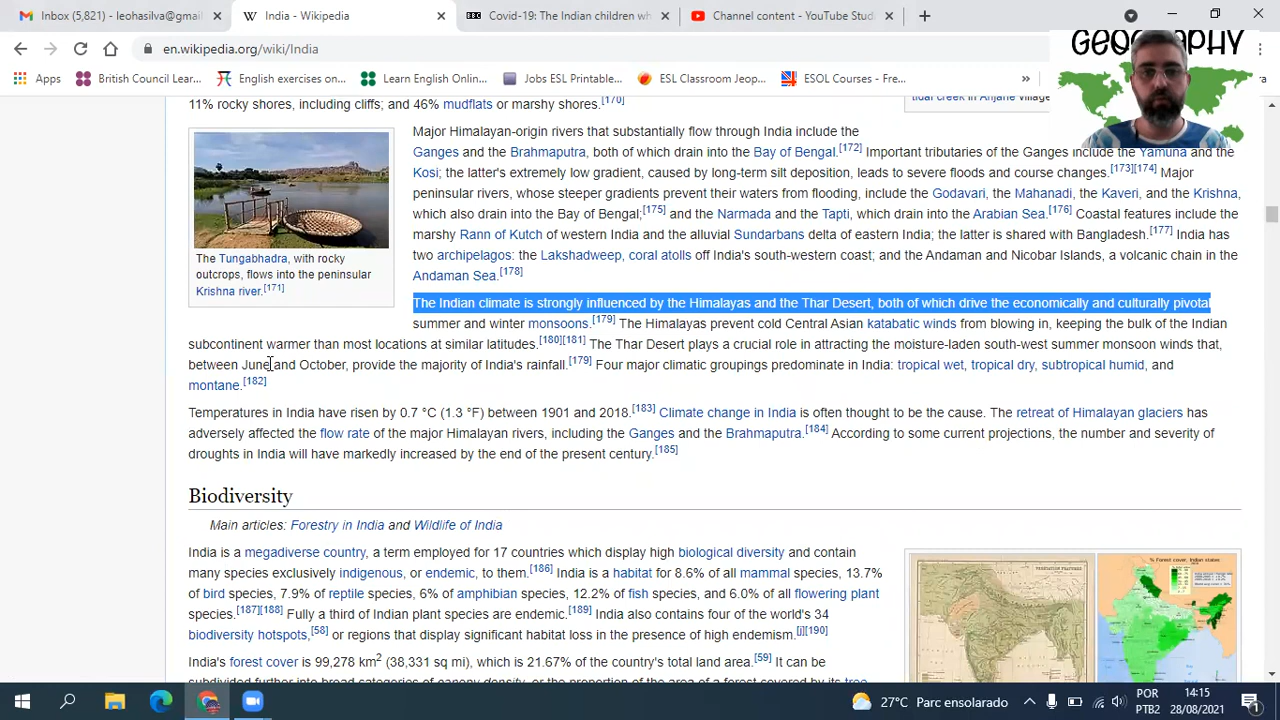 Inbox (5,821) - leohasilva@gmail
India - Wikipedia
Covid-19: The Indian children wh
Channel content - YouTube Stud
en.wikipedia.org/wiki/India
GEOGRAPHY
Apps
British Council Lear...
English exercises on...
Learn English Onlin...
Jobs ESL Printable...
ESL Classroom Jeop...
ESOL Courses - Fre...
»
11% rocky shores, including cliffs; and 46% mudflats or marshy shores.[170]
tidal creek in Anjarle village
Major Himalayan-origin rivers that substantially flow through India include the
Ganges and the Brahmaputra, both of which drain into the Bay of Bengal.[172] Important tributaries of the Ganges include the Yamuna and the
Kosi; the latter's extremely low gradient, caused by long-term silt deposition, leads to severe floods and course changes.[173][174] Major
peninsular rivers, whose steeper gradients prevent their waters from flooding, include the Godavari, the Mahanadi, the Kaveri, and the Krishna,
which also drain into the Bay of Bengal;[175] and the Narmada and the Tapti, which drain into the Arabian Sea.[176] Coastal features include the
marshy Rann of Kutch of western India and the alluvial Sundarbans delta of eastern India; the latter is shared with Bangladesh.[177] India has
two archipelagos: the Lakshadweep, coral atolls off India's south-western coast; and the Andaman and Nicobar Islands, a volcanic chain in the
Andaman Sea.[178]
The Tungabhadra, with rocky
outcrops, flows into the peninsular
Krishna river.[171]
The Indian climate is strongly influenced by the Himalayas and the Thar Desert, both of which drive the economically and culturally pivotal
summer and winter monsoons.[179] The Himalayas prevent cold Central Asian katabatic winds from blowing in, keeping the bulk of the Indian
subcontinent warmer than most locations at similar latitudes.[180][181] The Thar Desert plays a crucial role in attracting the moisture-laden south-west summer monsoon winds that,
between June and October, provide the majority of India's rainfall.[179] Four major climatic groupings predominate in India: tropical wet, tropical dry, subtropical humid, and
montane.[182]
Temperatures in India have risen by 0.7 °C (1.3 °F) between 1901 and 2018.[183] Climate change in India is often thought to be the cause. The retreat of Himalayan glaciers has
adversely affected the flow rate of the major Himalayan rivers, including the Ganges and the Brahmaputra.[184] According to some current projections, the number and severity of
droughts in India will have markedly increased by the end of the present century.[185]
Biodiversity
Main articles: Forestry in India and Wildlife of India
India is a megadiverse country, a term employed for 17 countries which display high biological diversity and contain
many species exclusively indigenous, or endemic, to them.[186] India is a habitat for 8.6% of all mammal species, 13.7%
of bird species, 7.9% of reptile species, 6% of amphibian species, 12.2% of fish species, and 6.0% of all flowering plant
species.[187][188] Fully a third of Indian plant species are endemic.[189] India also contains four of the world's 34
biodiversity hotspots,[58] or regions that display significant habitat loss in the presence of high endemism.[j][190]
India's forest cover is 99,278 km2 (38,331 sq mi), which is 21.67% of the country's total land area.[59] It can be
subdivided further into broad categories of canopy density, or the proportion of the area of a forest covered by its tree
27°C Parc ensolarado
POR
PTB2
14:15
28/08/2021